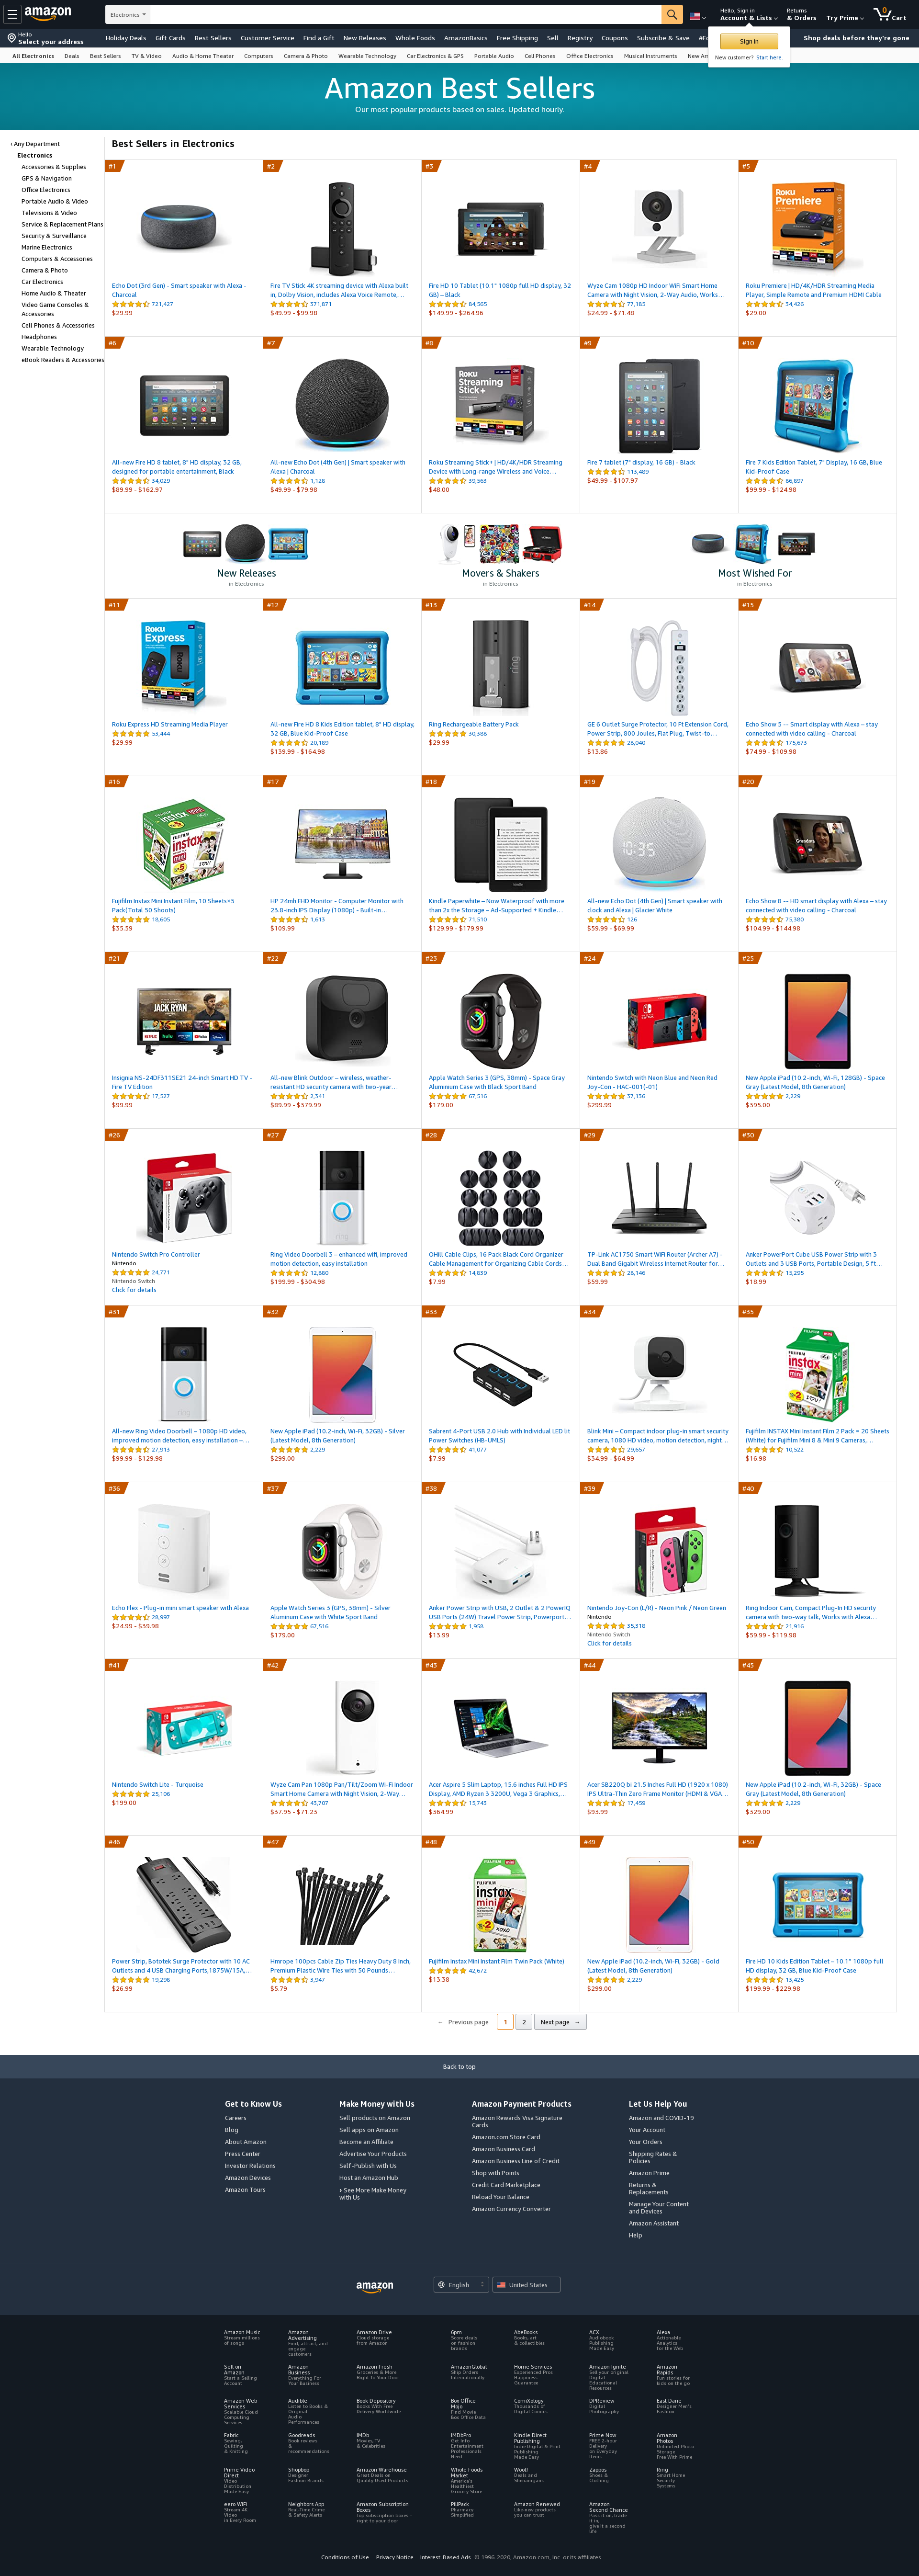 amazon
Electronics
Hello, Sign in
Account & Lists
Returns
& Orders
Try Prime
0
Cart
Hello
Select your address
Holiday Deals Gift Cards Best Sellers Customer Service Find a Gift New Releases Whole Foods AmazonBasics Free Shipping Sell Registry Coupons Subscribe & Save
Shop deals before they're gone
Sign in
New customer? Start here.
All Electronics Deals Best Sellers TV & Video Audio & Home Theater Computers Camera & Photo Wearable Technology Car Electronics & GPS Portable Audio Cell Phones Office Electronics Musical Instruments
Amazon Best Sellers
Our most popular products based on sales. Updated hourly.
‹ Any Department
Electronics
Accessories & Supplies
GPS & Navigation
Office Electronics
Portable Audio & Video
Televisions & Video
Service & Replacement Plans
Security & Surveillance
Marine Electronics
Computers & Accessories
Camera & Photo
Car Electronics
Home Audio & Theater
Video Game Consoles &
Accessories
Cell Phones & Accessories
Headphones
Wearable Technology
eBook Readers & Accessories
Best Sellers in Electronics
#1
Echo Dot (3rd Gen) - Smart speaker with Alexa -
Charcoal
721,427
$29.99
#2
Fire TV Stick 4K streaming device with Alexa built
in, Dolby Vision, includes Alexa Voice Remote,…
371,671
$49.99 - $99.98
#3
Fire HD 10 Tablet (10.1" 1080p full HD display, 32
GB) – Black
84,565
$149.99 - $264.96
#4
Wyze Cam 1080p HD Indoor WiFi Smart Home
Camera with Night Vision, 2-Way Audio, Works…
77,185
$24.99 - $71.48
#5
Roku Premiere | HD/4K/HDR Streaming Media
Player, Simple Remote and Premium HDMI Cable
34,426
$29.00
#6
All-new Fire HD 8 tablet, 8" HD display, 32 GB,
designed for portable entertainment, Black
34,029
$89.99 - $162.97
#7
All-new Echo Dot (4th Gen) | Smart speaker with
Alexa | Charcoal
1,128
$49.99 - $79.98
#8
Roku Streaming Stick+ | HD/4K/HDR Streaming
Device with Long-range Wireless and Voice…
39,563
$48.00
#9
Fire 7 tablet (7" display, 16 GB) - Black
113,469
$49.99 - $107.97
#10
Fire 7 Kids Edition Tablet, 7" Display, 16 GB, Blue
Kid-Proof Case
86,897
$99.99 - $124.98
New Releases
in Electronics
Movers & Shakers
in Electronics
Most Wished For
in Electronics
#11
Roku Express HD Streaming Media Player
53,444
$29.99
#12
All-new Fire HD 8 Kids Edition tablet, 8" HD display,
32 GB, Blue Kid-Proof Case
20,189
$139.99 - $164.98
#13
Ring Rechargeable Battery Pack
30,388
$29.99
#14
GE 6 Outlet Surge Protector, 10 Ft Extension Cord,
Power Strip, 800 Joules, Flat Plug, Twist-to…
28,040
$13.86
#15
Echo Show 5 -- Smart display with Alexa – stay
connected with video calling - Charcoal
175,673
$74.99 - $109.98
#16
Fujifilm Instax Mini Instant Film, 10 Sheets×5
Pack(Total 50 Shoots)
18,605
$35.59
#17
HP 24mh FHD Monitor - Computer Monitor with
23.8-inch IPS Display (1080p) - Built-in…
1,613
$109.99
#18
Kindle Paperwhite – Now Waterproof with more
than 2x the Storage – Ad-Supported + Kindle…
71,510
$129.99 - $179.99
#19
All-new Echo Dot (4th Gen) | Smart speaker with
clock and Alexa | Glacier White
126
$59.99 - $69.99
#20
Echo Show 8 -- HD smart display with Alexa – stay
connected with video calling - Charcoal
75,380
$104.99 - $144.98
#21
Insignia NS-24DF311SE21 24-inch Smart HD TV -
Fire TV Edition
17,527
$99.99
#22
All-new Blink Outdoor – wireless, weather-
resistant HD security camera with two-year…
2,341
$89.99 - $379.99
#23
Apple Watch Series 3 (GPS, 38mm) - Space Gray
Aluminium Case with Black Sport Band
67,516
$179.00
#24
Nintendo Switch with Neon Blue and Neon Red
Joy-Con - HAC-001(-01)
37,136
$299.99
#25
New Apple iPad (10.2-inch, Wi-Fi, 128GB) - Space
Gray (Latest Model, 8th Generation)
2,229
$395.00
#26
Nintendo Switch Pro Controller
Nintendo
24,771
Nintendo Switch
Click for details
#27
Ring Video Doorbell 3 – enhanced wifi, improved
motion detection, easy installation
12,880
$199.99 - $304.98
#28
OHill Cable Clips, 16 Pack Black Cord Organizer
Cable Management for Organizing Cable Cords…
14,839
$7.99
#29
TP-Link AC1750 Smart WiFi Router (Archer A7) -
Dual Band Gigabit Wireless Internet Router for…
28,146
$59.99
#30
Anker PowerPort Cube USB Power Strip with 3
Outlets and 3 USB Ports, Portable Design, 5 ft…
15,295
$18.99
#31
All-new Ring Video Doorbell – 1080p HD video,
improved motion detection, easy installation –…
27,913
$99.99 - $129.98
#32
New Apple iPad (10.2-inch, Wi-Fi, 32GB) - Silver
(Latest Model, 8th Generation)
2,229
$299.00
#33
Sabrent 4-Port USB 2.0 Hub with Individual LED lit
Power Switches (HB-UMLS)
41,077
$7.99
#34
Blink Mini – Compact indoor plug-in smart security
camera, 1080 HD video, motion detection, night…
29,657
$34.99 - $64.99
#35
Fujifilm INSTAX Mini Instant Film 2 Pack = 20 Sheets
(White) for Fujifilm Mini 8 & Mini 9 Cameras,…
10,522
$16.98
#36
Echo Flex - Plug-in mini smart speaker with Alexa
28,997
$24.99 - $39.98
#37
Apple Watch Series 3 (GPS, 38mm) - Silver
Aluminum Case with White Sport Band
67,516
$179.00
#38
Anker Power Strip with USB, 2 Outlet & 2 PowerIQ
USB Ports (24W) Travel Power Strip, Powerport…
1,958
$13.99
#39
Nintendo Joy-Con (L/R) - Neon Pink / Neon Green
Nintendo
35,318
Nintendo Switch
Click for details
#40
Ring Indoor Cam, Compact Plug-In HD security
camera with two-way talk, Works with Alexa…
21,916
$59.99 - $119.98
#41
Nintendo Switch Lite - Turquoise
25,106
$199.00
#42
Wyze Cam Pan 1080p Pan/Tilt/Zoom Wi-Fi Indoor
Smart Home Camera with Night Vision, 2-Way…
43,707
$37.95 - $71.23
#43
Acer Aspire 5 Slim Laptop, 15.6 inches Full HD IPS
Display, AMD Ryzen 3 3200U, Vega 3 Graphics,…
15,743
$364.99
#44
Acer SB220Q bi 21.5 Inches Full HD (1920 x 1080)
IPS Ultra-Thin Zero Frame Monitor (HDMI & VGA…
17,459
$93.99
#45
New Apple iPad (10.2-inch, Wi-Fi, 32GB) - Space
Gray (Latest Model, 8th Generation)
2,229
$329.00
#46
Power Strip, Bototek Surge Protector with 10 AC
Outlets and 4 USB Charging Ports,1875W/15A,…
19,298
$26.99
#47
Hmrope 100pcs Cable Zip Ties Heavy Duty 8 Inch,
Premium Plastic Wire Ties with 50 Pounds…
3,947
$5.79
#48
Fujifilm Instax Mini Instant Film Twin Pack (White)
42,672
$13.38
#49
New Apple iPad (10.2-inch, Wi-Fi, 32GB) - Gold
(Latest Model, 8th Generation)
2,229
$299.00
#50
Fire HD 10 Kids Edition Tablet – 10.1" 1080p full
HD display, 32 GB, Blue Kid-Proof Case
13,425
$199.99 - $229.98
← Previous page 1 2 Next page →
Back to top
Get to Know Us
Careers
Blog
About Amazon
Press Center
Investor Relations
Amazon Devices
Amazon Tours
Make Money with Us
Sell products on Amazon
Sell apps on Amazon
Become an Affiliate
Advertise Your Products
Self-Publish with Us
Host an Amazon Hub
› See More Make Money
with Us
Amazon Payment Products
Amazon Rewards Visa Signature
Cards
Amazon.com Store Card
Amazon Business Card
Amazon Business Line of Credit
Shop with Points
Credit Card Marketplace
Reload Your Balance
Amazon Currency Converter
Let Us Help You
Amazon and COVID-19
Your Account
Your Orders
Shipping Rates &
Policies
Amazon Prime
Returns &
Replacements
Manage Your Content
and Devices
Amazon Assistant
Help
amazon
English
United States
Amazon Music
Stream millions
of songs
Amazon
Advertising
Find, attract, and
engage
customers
Amazon Drive
Cloud storage
from Amazon
6pm
Score deals
on fashion
brands
AbeBooks
Books, art
& collectibles
ACX
Audiobook
Publishing
Made Easy
Alexa
Actionable
Analytics
for the Web
Sell on
Amazon
Start a Selling
Account
Amazon
Business
Everything For
Your Business
Amazon Fresh
Groceries & More
Right To Your Door
AmazonGlobal
Ship Orders
Internationally
Home Services
Experienced Pros
Happiness
Guarantee
Amazon Ignite
Sell your original
Digital
Educational
Resources
Amazon
Rapids
Fun stories for
kids on the go
Amazon Web
Services
Scalable Cloud
Computing
Services
Audible
Listen to Books &
Original
Audio
Performances
Book Depository
Books With Free
Delivery Worldwide
Box Office
Mojo
Find Movie
Box Office Data
ComiXology
Thousands of
Digital Comics
DPReview
Digital
Photography
East Dane
Designer Men's
Fashion
Fabric
Sewing,
Quilting
& Knitting
Goodreads
Book reviews
&
recommendations
IMDb
Movies, TV
& Celebrities
IMDbPro
Get Info
Entertainment
Professionals
Need
Kindle Direct
Publishing
Indie Digital & Print
Publishing
Made Easy
Prime Now
FREE 2-hour
Delivery
on Everyday
Items
Amazon
Photos
Unlimited Photo
Storage
Free With Prime
Prime Video
Direct
Video
Distribution
Made Easy
Shopbop
Designer
Fashion Brands
Amazon Warehouse
Great Deals on
Quality Used Products
Whole Foods
Market
America's
Healthiest
Grocery Store
Woot!
Deals and
Shenanigans
Zappos
Shoes &
Clothing
Ring
Smart Home
Security
Systems
eero WiFi
Stream 4K
Video
in Every Room
Neighbors App
Real-Time Crime
& Safety Alerts
Amazon Subscription
Boxes
Top subscription boxes –
right to your door
PillPack
Pharmacy
Simplified
Amazon Renewed
Like-new products
you can trust
Amazon
Second Chance
Pass it on, trade
it in,
give it a second
life
Conditions of Use Privacy Notice Interest-Based Ads © 1996-2020, Amazon.com, Inc. or its affiliates